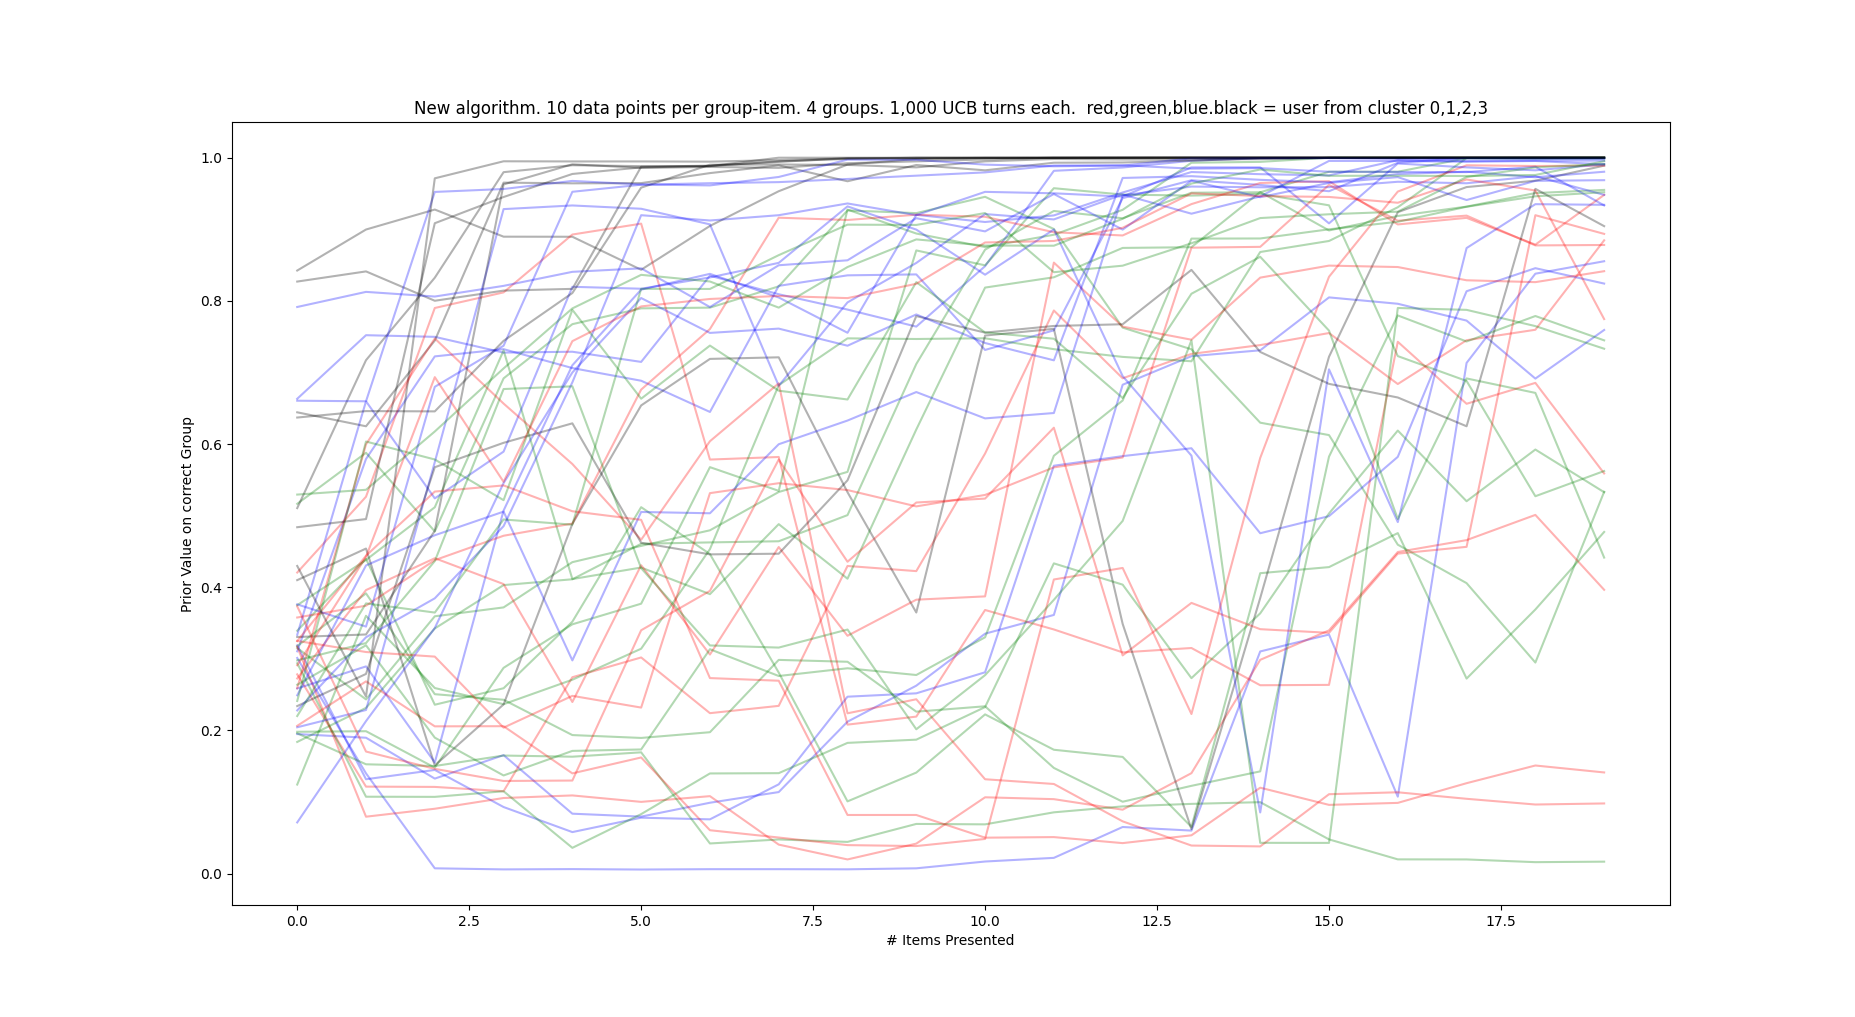 New algorithm. 10 data points per group-item. 4 groups. 1,000 UCB turns each.  red,green,blue.black = user from cluster 0,1,2,3
1.0
0.8
0.6
0.4
0.2
0.0
Prior Value on correct Group
0.0 2.5 5.0 7.5 10.0 12.5 15.0 17.5
# Items Presented